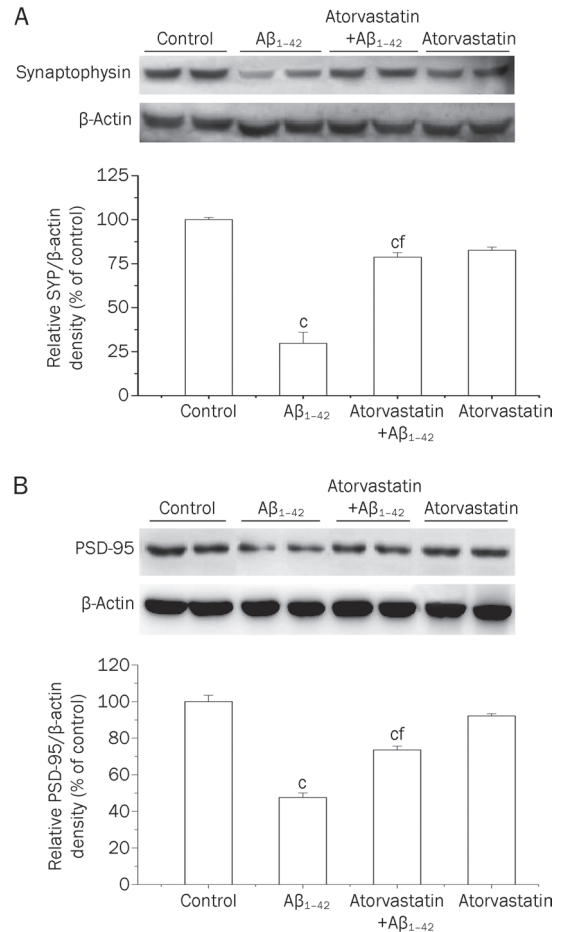 A
Control
Aβ₁₋₄₂
Atorvastatin
+Aβ₁₋₄₂
Atorvastatin
Synaptophysin
β-Actin
Relative SYP/β-actin
density (% of control)
125
100
75
50
25
0
c
cf
Control
Aβ₁₋₄₂
Atorvastatin
+Aβ₁₋₄₂
Atorvastatin
B
Control
Aβ₁₋₄₂
Atorvastatin
+Aβ₁₋₄₂
Atorvastatin
PSD-95
β-Actin
Relative PSD-95/β-actin
density (% of control)
120
100
80
60
40
20
0
c
cf
Control
Aβ₁₋₄₂
Atorvastatin
+Aβ₁₋₄₂
Atorvastatin